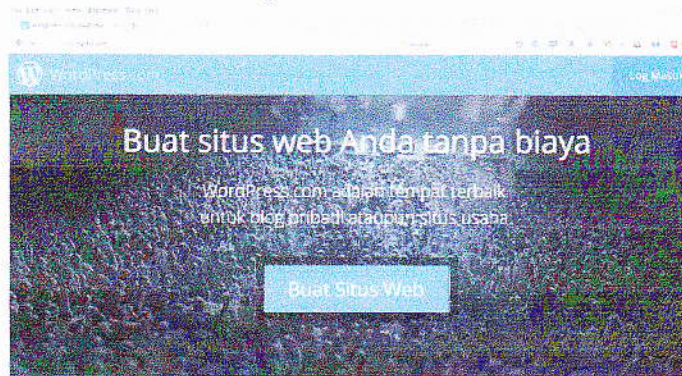 WordPress.com
Log Masuk
Buat situs web Anda tanpa biaya
WordPress.com adalah tempat terbaik
untuk blog pribadi ataupun situs usaha.
Buat Situs Web